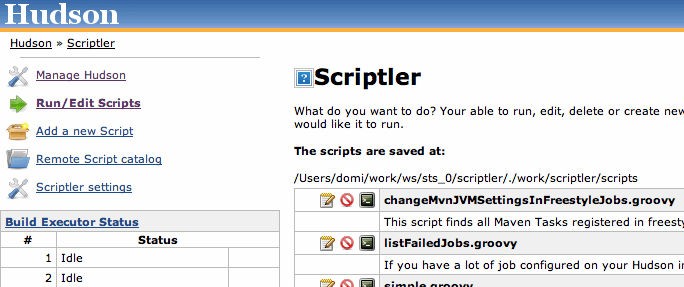 Hudson
Hudson » Scriptler
Manage Hudson
Run/Edit Scripts
Add a new Script
Remote Script catalog
Scriptler settings
Build Executor Status
# Status
1 Idle
2 Idle
Scriptler
What do you want to do? Your able to run, edit, delete or create new
would like it to run.
The scripts are saved at:
/Users/domi/work/ws/sts_0/scriptler/./work/scriptler/scripts
changeMvnJVMSettingsInFreestyleJobs.groovy
This script finds all Maven Tasks registered in freesty
listFailedJobs.groovy
If you have a lot of job configured on your Hudson in
simple.groovy